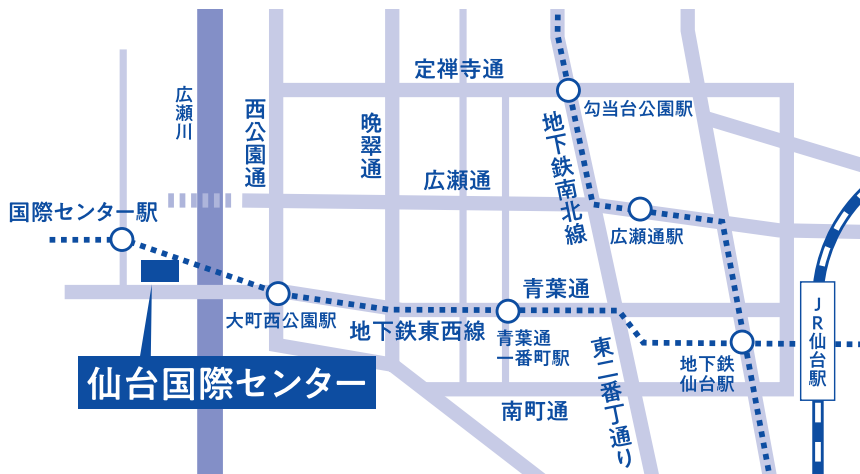 定禅寺通
広瀬川
西公園通
晩翠通
勾当台公園駅
地下鉄南北線
広瀬通
国際センター駅
広瀬通駅
青葉通
大町西公園駅
地下鉄東西線
青葉通
一番町駅
東二番丁通り
地下鉄
仙台駅
JR仙台駅
仙台国際センター
南町通